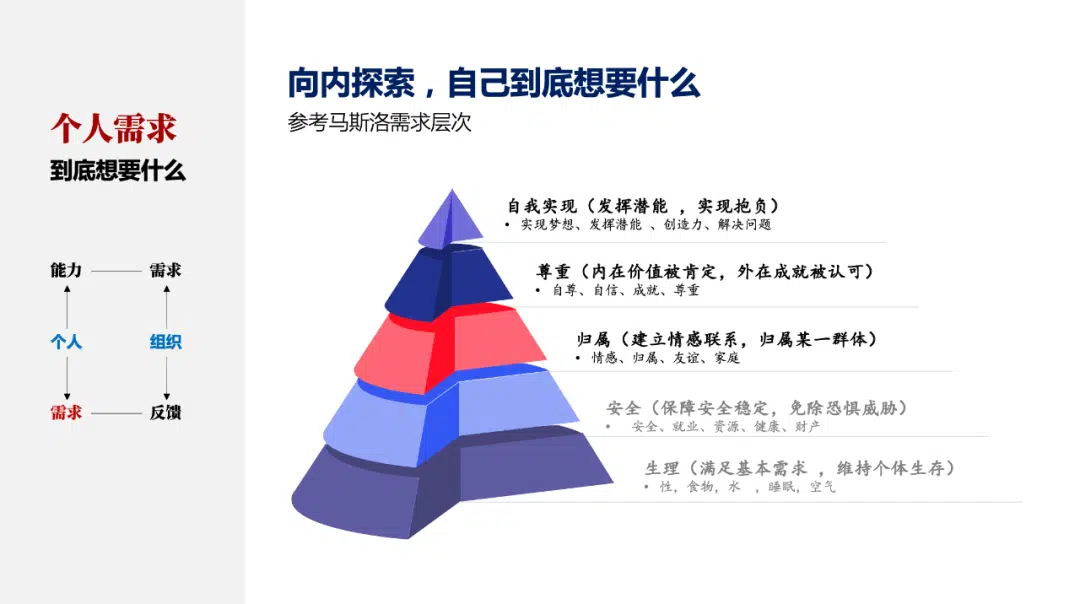 个人需求
到底想要什么
能力
需求
个人
组织
需求
反馈
向内探索，自己到底想要什么
参考马斯洛需求层次
自我实现（发挥潜能 ，实现抱负）
• 实现梦想、发挥潜能 、创造力、解决问题
尊重（内在价值被肯定，外在成就被认可）
• 自尊、自信、成就、尊重
归属（建立情感联系，归属某一群体）
• 情感、归属、友谊、家庭
安全（保障安全稳定，免除恐惧威胁）
• 安全、就业、资源、健康、财产
生理（满足基本需求 ，维持个体生存）
• 性，食物，水 ，睡眠，空气